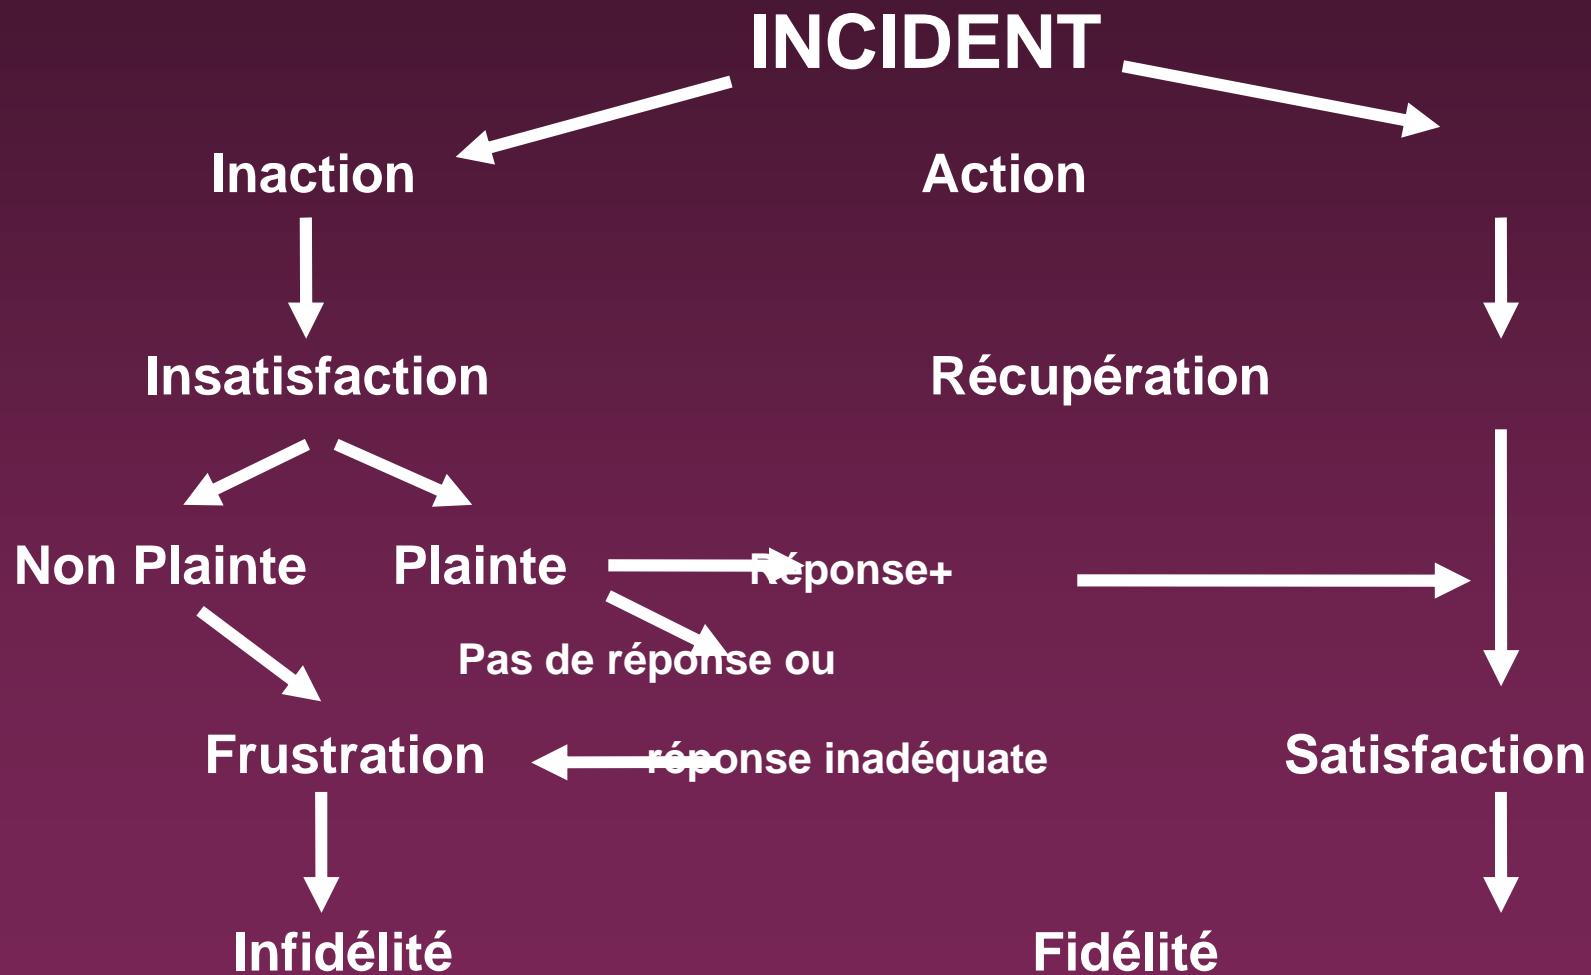 INCIDENT
Inaction Action
Insatisfaction Récupération
Non Plainte Plainte Réponse+
Pas de réponse ou
Frustration réponse inadéquate Satisfaction
Infidélité Fidélité